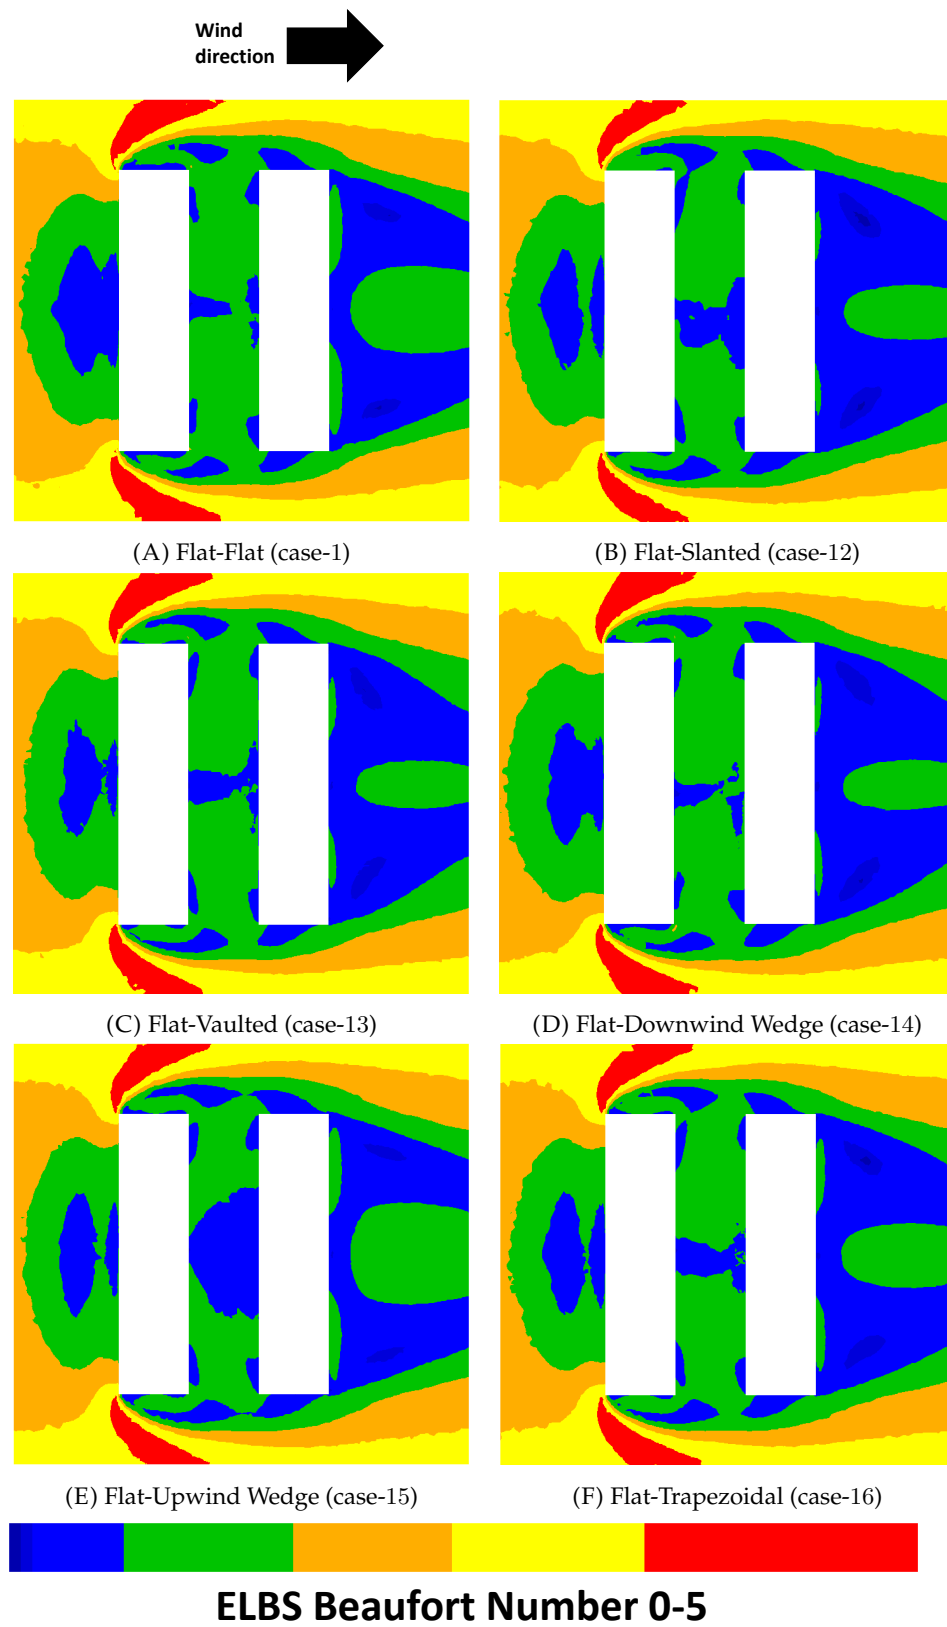 Wind
direction
(A) Flat-Flat (case-1)
(B) Flat-Slanted (case-12)
(C) Flat-Vaulted (case-13)
(D) Flat-Downwind Wedge (case-14)
(E) Flat-Upwind Wedge (case-15)
(F) Flat-Trapezoidal (case-16)
ELBS Beaufort Number 0-5